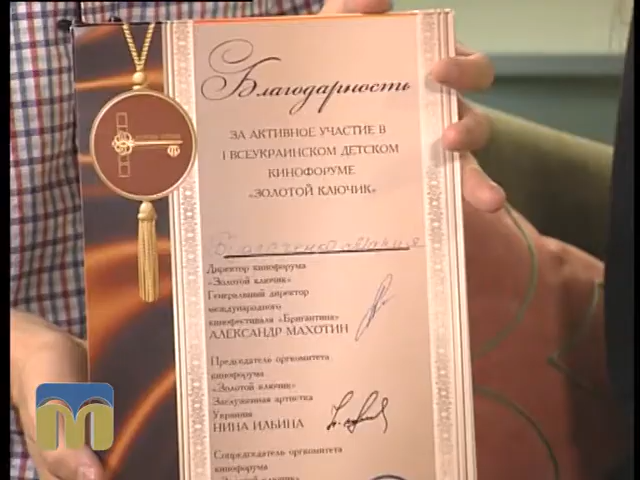 Благодарность
ЗА АКТИВНОЕ УЧАСТИЕ В
I ВСЕУКРАИНСКОМ ДЕТСКОМ
КИНОФОРУМЕ
«ЗОЛОТОЙ КЛЮЧИК»
Директор кинофорума
«Золотой ключик»
Генеральный директор
международного
кинофестиваля «Бригантина»
АЛЕКСАНДР МАХОТИН
Председатель оргкомитета
кинофорума
«Золотой ключик»
Заслуженная артистка
Украины
НИНА ИЛЬИНА
Сопредседатель оргкомитета
кинофорума